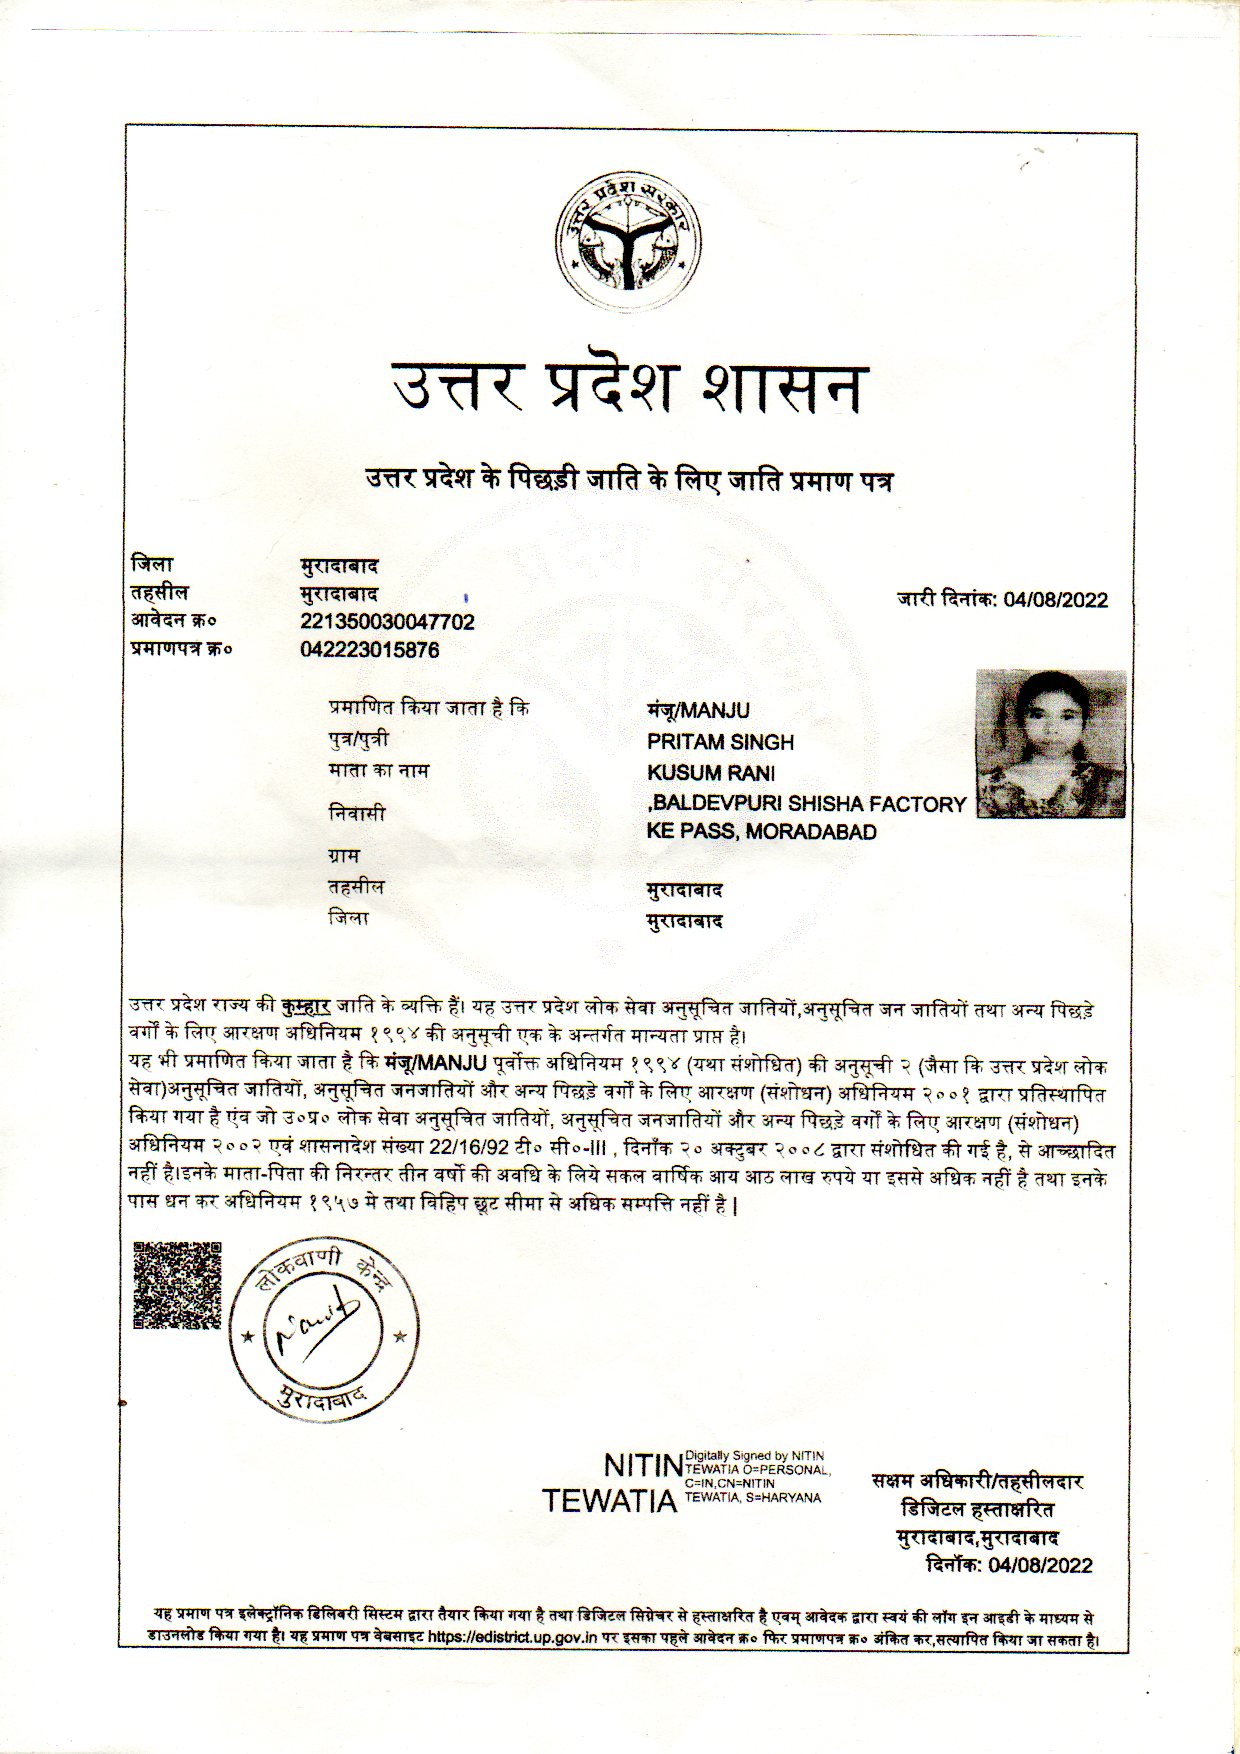 उत्तर प्रदेश सरकार
उत्तर प्रदेश शासन
उत्तर प्रदेश के पिछड़ी जाति के लिए जाति प्रमाण पत्र
जिला मुरादाबाद
तहसील मुरादाबाद
जारी दिनांक: 04/08/2022
आवेदन क्र० 221350030047702
प्रमाणपत्र क्र० 042223015876
प्रमाणित किया जाता है कि मंजू/MANJU
पुत्र/पुत्री PRITAM SINGH
माता का नाम KUSUM RANI
निवासी ,BALDEVPURI SHISHA FACTORY
KE PASS, MORADABAD
ग्राम
तहसील मुरादाबाद
जिला मुरादाबाद
उत्तर प्रदेश राज्य की कुम्हार जाति के व्यक्ति हैं। यह उत्तर प्रदेश लोक सेवा अनुसूचित जातियों,अनुसूचित जन जातियों तथा अन्य पिछड़े
वर्गों के लिए आरक्षण अधिनियम १९९४ की अनुसूची एक के अन्तर्गत मान्यता प्राप्त है।
यह भी प्रमाणित किया जाता है कि मंजू/MANJU पूर्वोक्त अधिनियम १९९४ (यथा संशोधित) की अनुसूची २ (जैसा कि उत्तर प्रदेश लोक
सेवा)अनुसूचित जातियों, अनुसूचित जनजातियों और अन्य पिछड़े वर्गों के लिए आरक्षण (संशोधन) अधिनियम २००१ द्वारा प्रतिस्थापित
किया गया है एंव जो उ०प्र० लोक सेवा अनुसूचित जातियों, अनुसूचित जनजातियों और अन्य पिछड़े वर्गों के लिए आरक्षण (संशोधन)
अधिनियम २००२ एवं शासनादेश संख्या 22/16/92 टी० सी०-III , दिनाँक २० अक्टूबर २००८ द्वारा संशोधित की गई है, से आच्छादित
नहीं है।इनके माता-पिता की निरन्तर तीन वर्षो की अवधि के लिये सकल वार्षिक आय आठ लाख रुपये या इससे अधिक नहीं है तथा इनके
पास धन कर अधिनियम १९५७ मे तथा विहिप छूट सीमा से अधिक सम्पत्ति नहीं है |
लोकवाणी केन्द्र
मुरादाबाद
NITIN
TEWATIA
Digitally Signed by NITIN
TEWATIA O=PERSONAL,
C=IN,CN=NITIN
TEWATIA, S=HARYANA
सक्षम अधिकारी/तहसीलदार
डिजिटल हस्ताक्षरित
मुरादाबाद,मुरादाबाद
दिनॉक: 04/08/2022
यह प्रमाण पत्र इलेक्ट्रॉनिक डिलिवरी सिस्टम द्वारा तैयार किया गया है तथा डिजिटल सिग्नेचर से हस्ताक्षरित है एवम् आवेदक द्वारा स्वयं की लॉग इन आइडी के माध्यम से
डाउनलोड किया गया है। यह प्रमाण पत्र वेबसाइट https://edistrict.up.gov.in पर इसका पहले आवेदन क्र० फिर प्रमाणपत्र क्र० अंकित कर,सत्यापित किया जा सकता है।